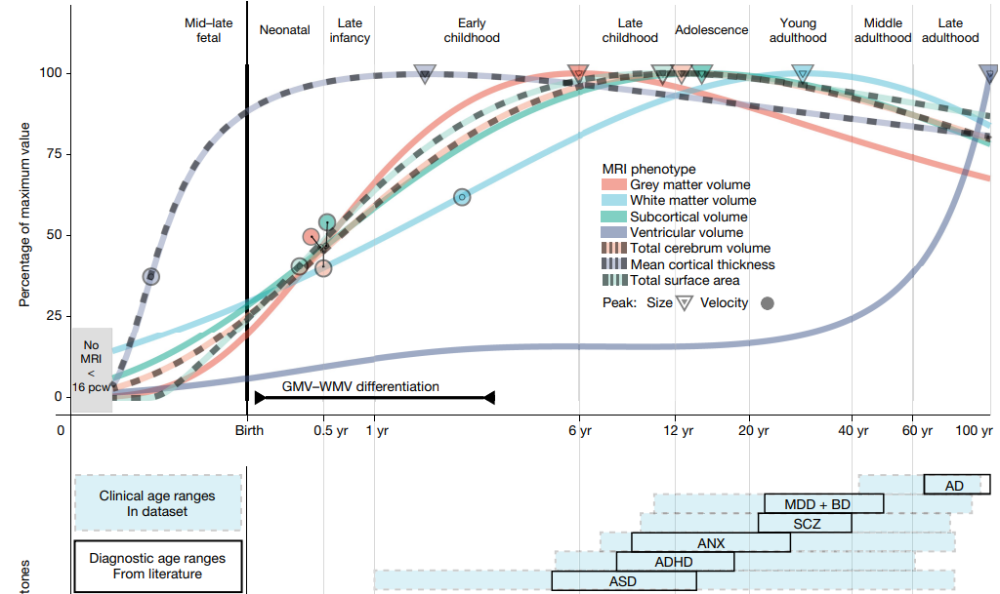 Mid–late
fetal
Neonatal
Late
infancy
Early
childhood
Late
childhood
Adolescence
Young
adulthood
Middle
adulthood
Late
adulthood
Percentage of maximum value
100
75
50
25
0
No
MRI
<
16 pcw
MRI phenotype
Grey matter volume
White matter volume
Subcortical volume
Ventricular volume
Total cerebrum volume
Mean cortical thickness
Total surface area
Peak: Size Velocity
GMV–WMV differentiation
0 Birth 0.5 yr 1 yr 6 yr 12 yr 20 yr 40 yr 60 yr 100 yr
Clinical age ranges
In dataset
Diagnostic age ranges
From literature
tones
AD
MDD + BD
SCZ
ANX
ADHD
ASD